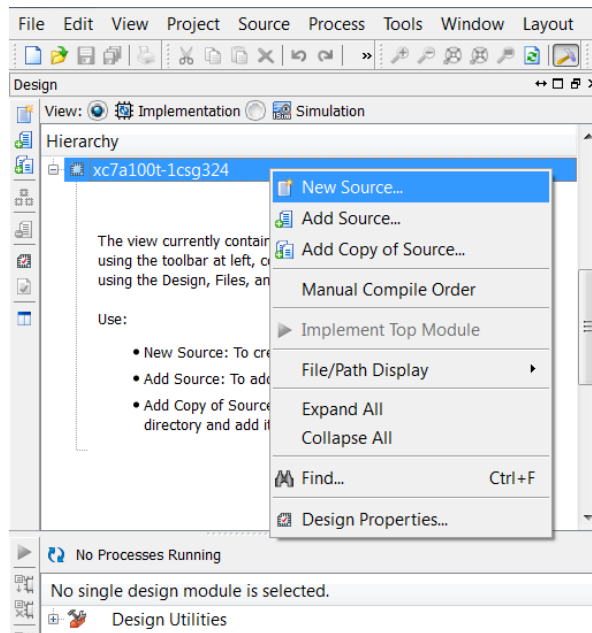 File Edit View Project Source Process Tools Window Layout
»
Design
View: Implementation Simulation
Hierarchy
xc7a100t-1csg324
New Source...
Add Source...
The view currently contain
using the toolbar at left, c
Add Copy of Source...
using the Design, Files, an
Manual Compile Order
Use:
Implement Top Module
• New Source: To cre
File/Path Display
• Add Source: To add
• Add Copy of Source
Expand All
directory and add it
Collapse All
Find... Ctrl+F
Design Properties...
No Processes Running
No single design module is selected.
Design Utilities